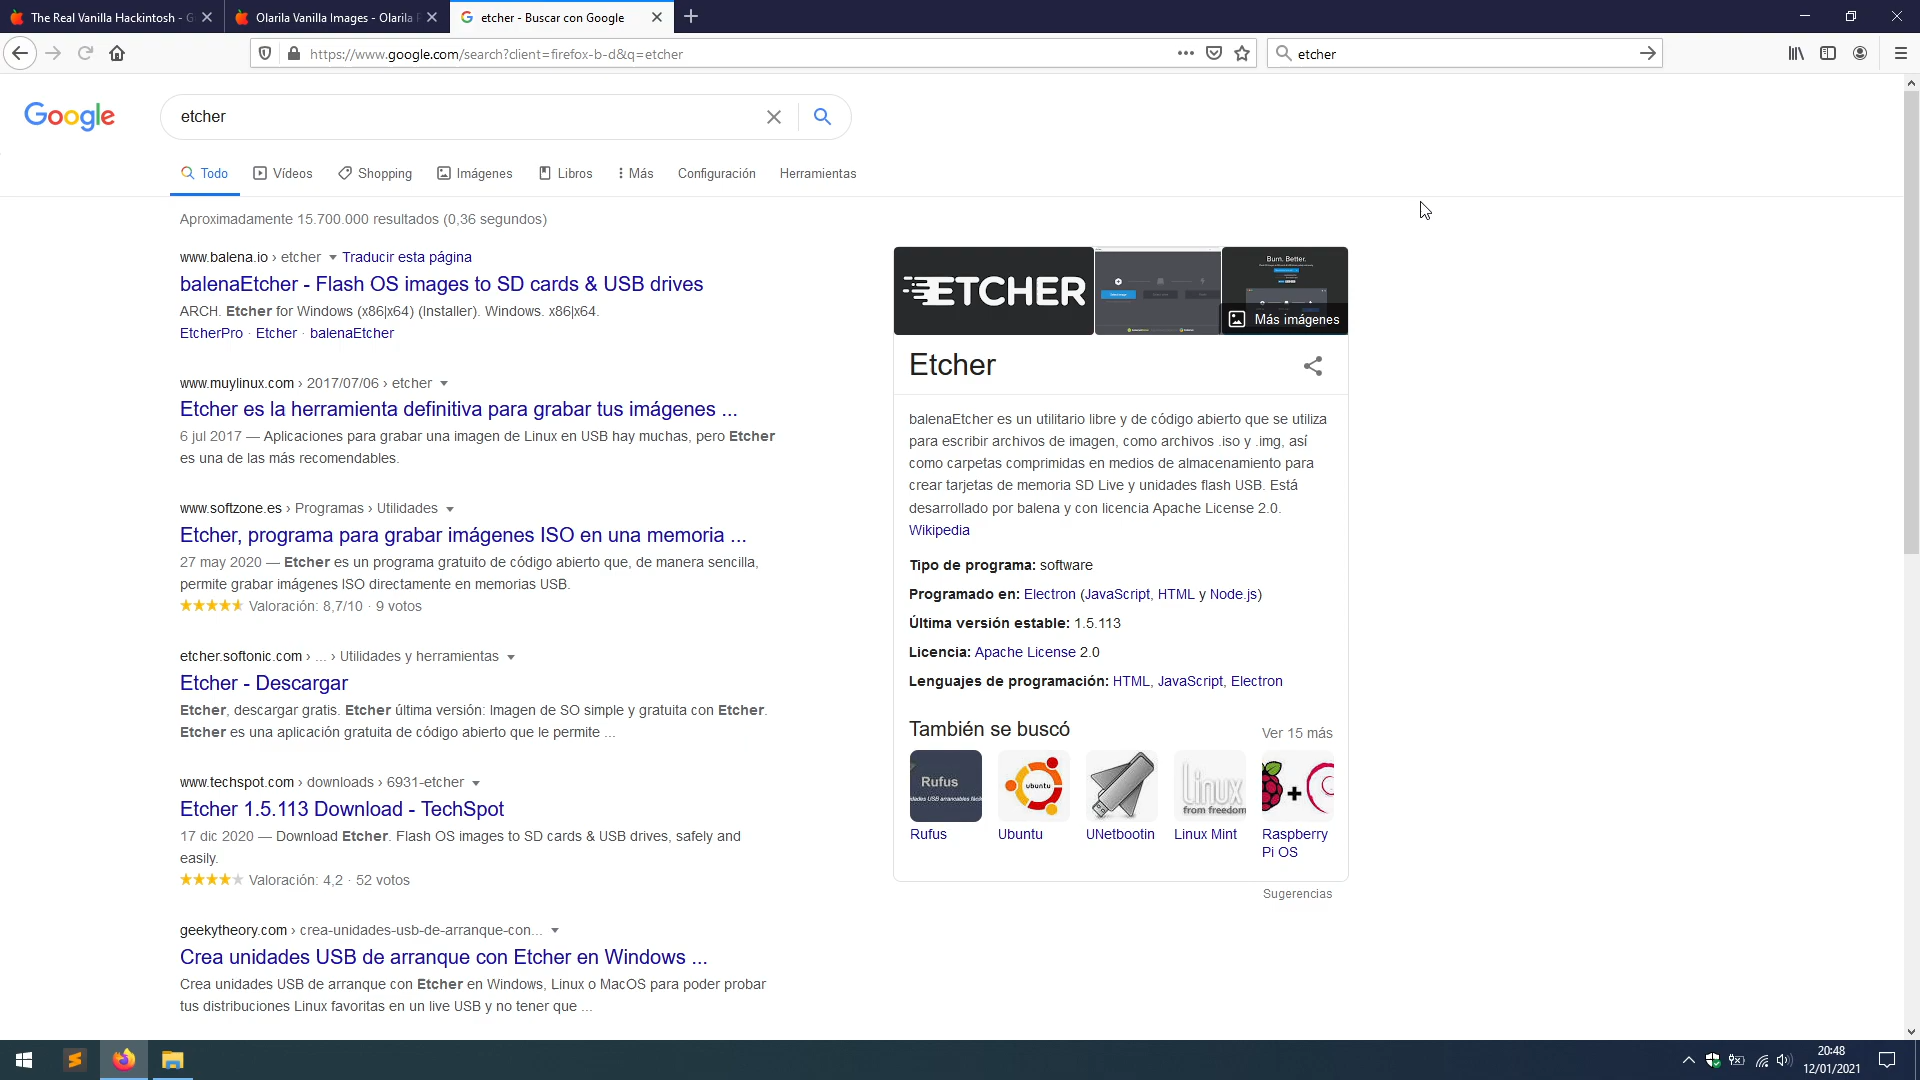 The Real Vanilla Hackintosh - G
Olarila Vanilla Images - Olarila
etcher - Buscar con Google
https://www.google.com/search?client=firefox-b-d&q=etcher
etcher
Google
etcher
Todo
Vídeos
Shopping
Imágenes
Libros
Más
Configuración
Herramientas
Aproximadamente 15.700.000 resultados (0,36 segundos)
www.balena.io › etcher Traducir esta página
balenaEtcher - Flash OS images to SD cards & USB drives
ARCH. Etcher for Windows (x86|x64) (Installer). Windows. x86|x64.
EtcherPro · Etcher · balenaEtcher
www.muylinux.com › 2017/07/06 › etcher
Etcher es la herramienta definitiva para grabar tus imágenes ...
6 jul 2017 — Aplicaciones para grabar una imagen de Linux en USB hay muchas, pero Etcher
es una de las más recomendables.
www.softzone.es › Programas › Utilidades
Etcher, programa para grabar imágenes ISO en una memoria ...
27 may 2020 — Etcher es un programa gratuito de código abierto que, de manera sencilla,
permite grabar imágenes ISO directamente en memorias USB.
Valoración: 8,7/10 · 9 votos
etcher.softonic.com › ... › Utilidades y herramientas
Etcher - Descargar
Etcher, descargar gratis. Etcher última versión: Imagen de SO simple y gratuita con Etcher.
Etcher es una aplicación gratuita de código abierto que le permite ...
www.techspot.com › downloads › 6931-etcher
Etcher 1.5.113 Download - TechSpot
17 dic 2020 — Download Etcher. Flash OS images to SD cards & USB drives, safely and
easily.
Valoración: 4,2 · 52 votos
geekytheory.com › crea-unidades-usb-de-arranque-con...
Crea unidades USB de arranque con Etcher en Windows ...
Crea unidades USB de arranque con Etcher en Windows, Linux o MacOS para poder probar
tus distribuciones Linux favoritas en un live USB y no tener que ...
ETCHER
Burn. Better.
Más imágenes
Etcher
balenaEtcher es un utilitario libre y de código abierto que se utiliza
para escribir archivos de imagen, como archivos .iso y .img, así
como carpetas comprimidas en medios de almacenamiento para
crear tarjetas de memoria SD Live y unidades flash USB. Está
desarrollado por balena y con licencia Apache License 2.0.
Wikipedia
Tipo de programa: software
Programado en: Electron (JavaScript, HTML y Node.js)
Última versión estable: 1.5.113
Licencia: Apache License 2.0
Lenguajes de programación: HTML, JavaScript, Electron
También se buscó
Ver 15 más
Rufus
ubuntu
Linux
from freedom
Rufus
Ubuntu
UNetbootin
Linux Mint
Raspberry
Pi OS
Sugerencias
20:48
12/01/2021